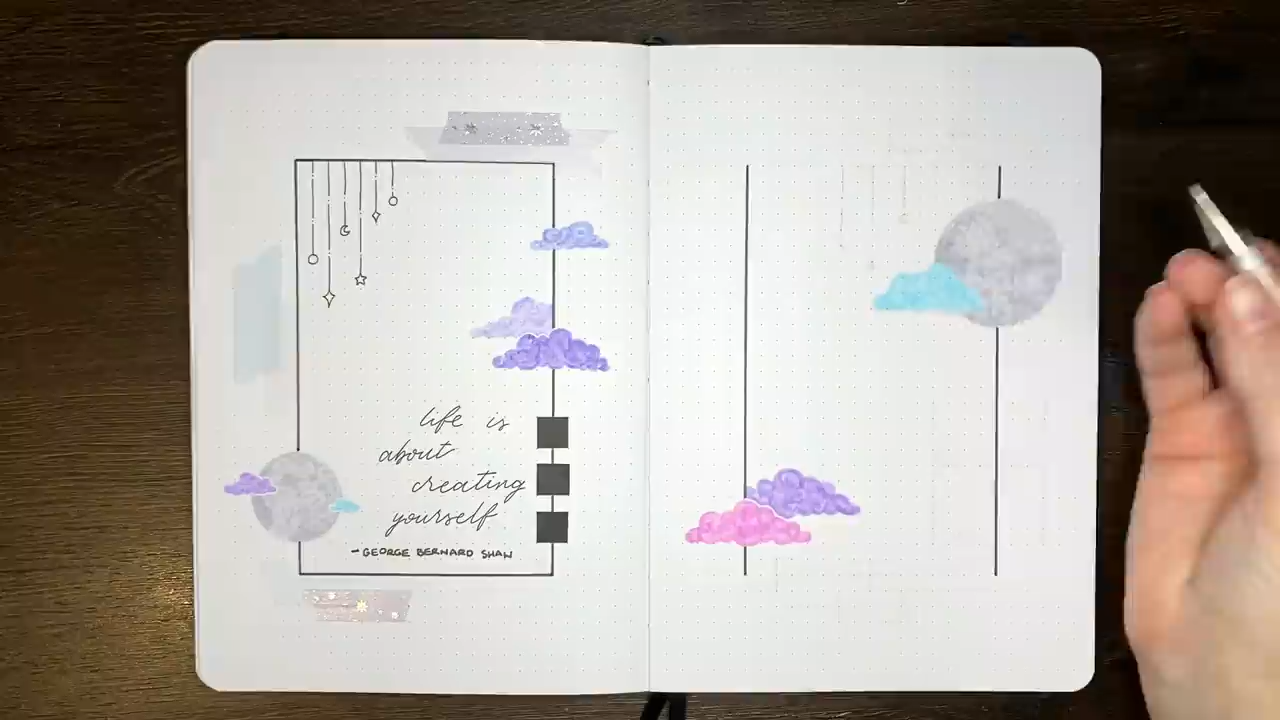 life is
about
creating
yourself
- GEORGE BERNARD SHAW